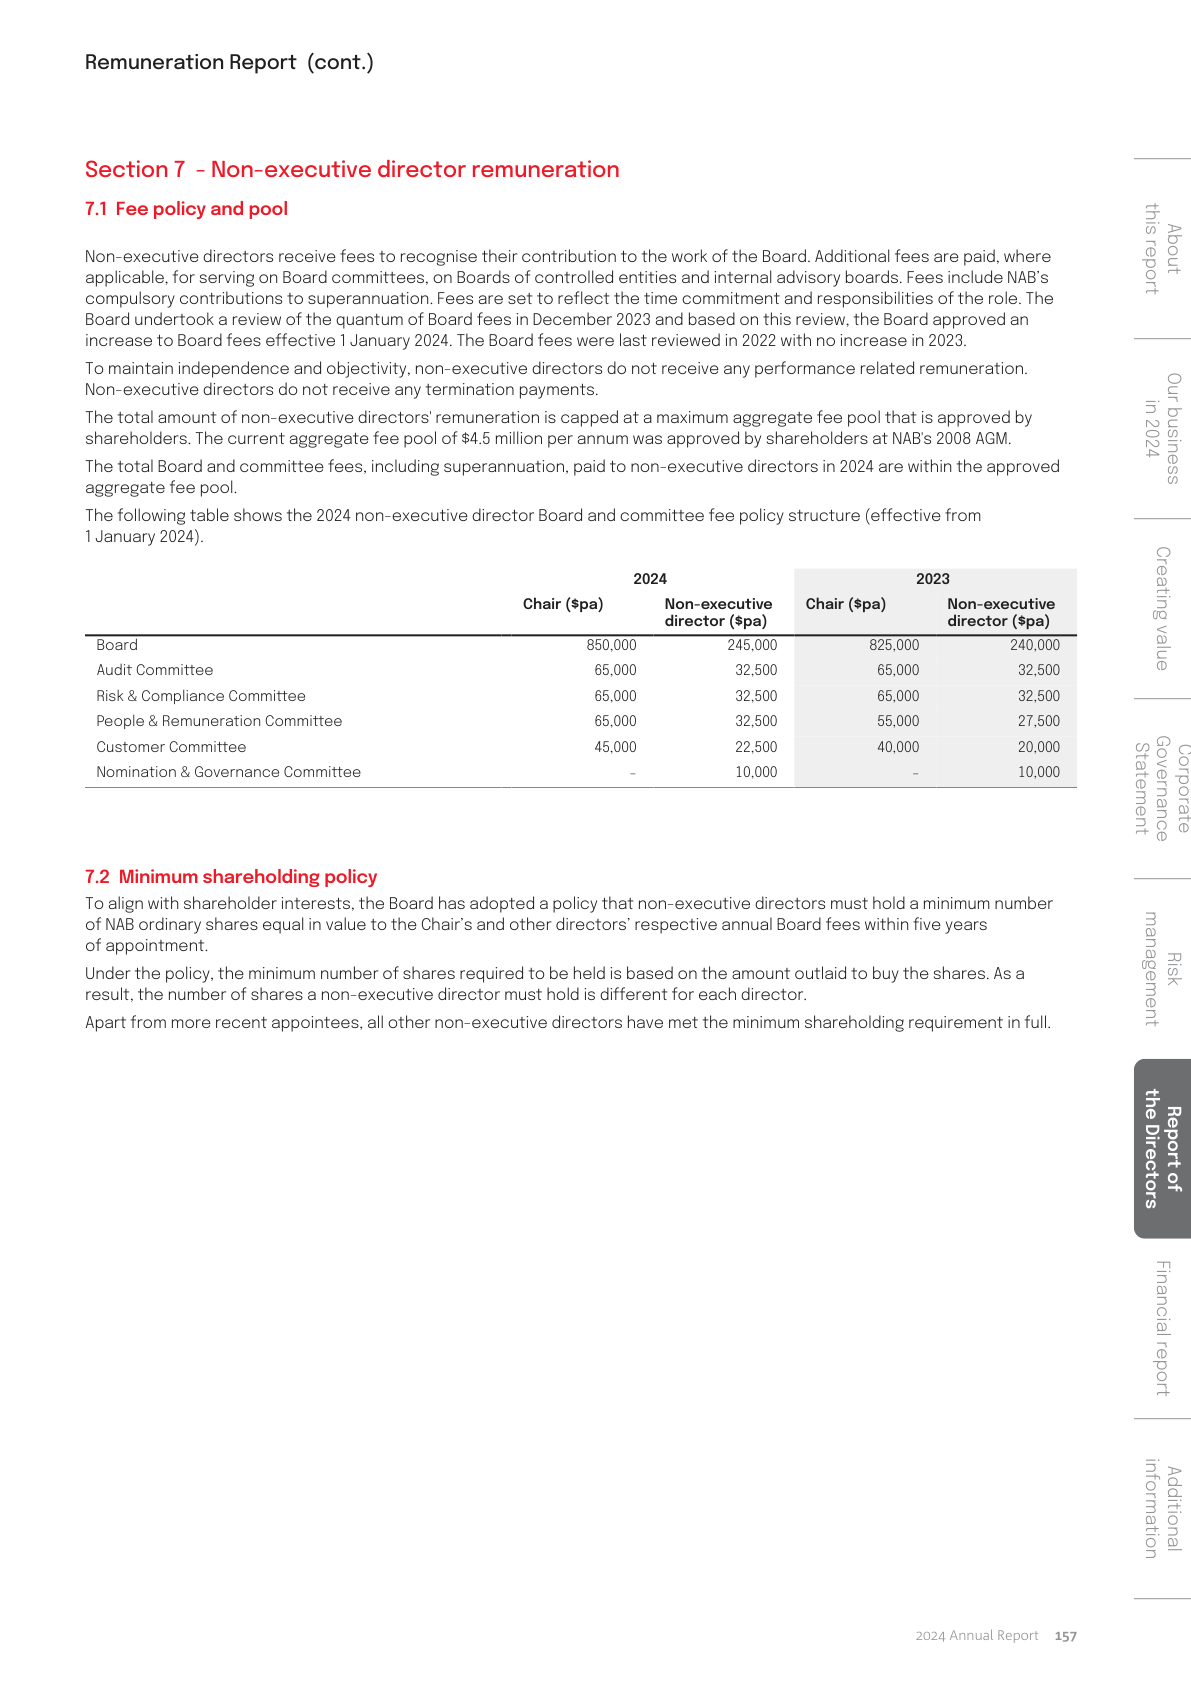 Remuneration Report (cont.)
Section 7 - Non-executive director remuneration
7.1 Fee policy and pool
Non-executive directors receive fees to recognise their contribution to the work of the Board. Additional fees are paid, where
applicable, for serving on Board committees, on Boards of controlled entities and internal advisory boards. Fees include NAB’s
compulsory contributions to superannuation. Fees are set to reflect the time commitment and responsibilities of the role. The
Board undertook a review of the quantum of Board fees in December 2023 and based on this review, the Board approved an
increase to Board fees effective 1 January 2024. The Board fees were last reviewed in 2022 with no increase in 2023.
To maintain independence and objectivity, non-executive directors do not receive any performance related remuneration.
Non-executive directors do not receive any termination payments.
The total amount of non-executive directors' remuneration is capped at a maximum aggregate fee pool that is approved by
shareholders. The current aggregate fee pool of $4.5 million per annum was approved by shareholders at NAB's 2008 AGM.
The total Board and committee fees, including superannuation, paid to non-executive directors in 2024 are within the approved
aggregate fee pool.
The following table shows the 2024 non-executive director Board and committee fee policy structure (effective from
1 January 2024).
2024 2023
Chair ($pa) Non-executive Chair ($pa) Non-executive
director ($pa) director ($pa)
Board 850,000 245,000 825,000 240,000
Audit Committee 65,000 32,500 65,000 32,500
Risk & Compliance Committee 65,000 32,500 65,000 32,500
People & Remuneration Committee 65,000 32,500 55,000 27,500
Customer Committee 45,000 22,500 40,000 20,000
Nomination & Governance Committee – 10,000 – 10,000
7.2 Minimum shareholding policy
To align with shareholder interests, the Board has adopted a policy that non-executive directors must hold a minimum number
of NAB ordinary shares equal in value to the Chair’s and other directors’ respective annual Board fees within five years
of appointment.
Under the policy, the minimum number of shares required to be held is based on the amount outlaid to buy the shares. As a
result, the number of shares a non-executive director must hold is different for each director.
Apart from more recent appointees, all other non-executive directors have met the minimum shareholding requirement in full.
About
this report
Our business
in 2024
Creating value
Corporate
Governance
Statement
Risk
management
Report of
the Directors
Financial report
Additional
information
2024 Annual Report 157